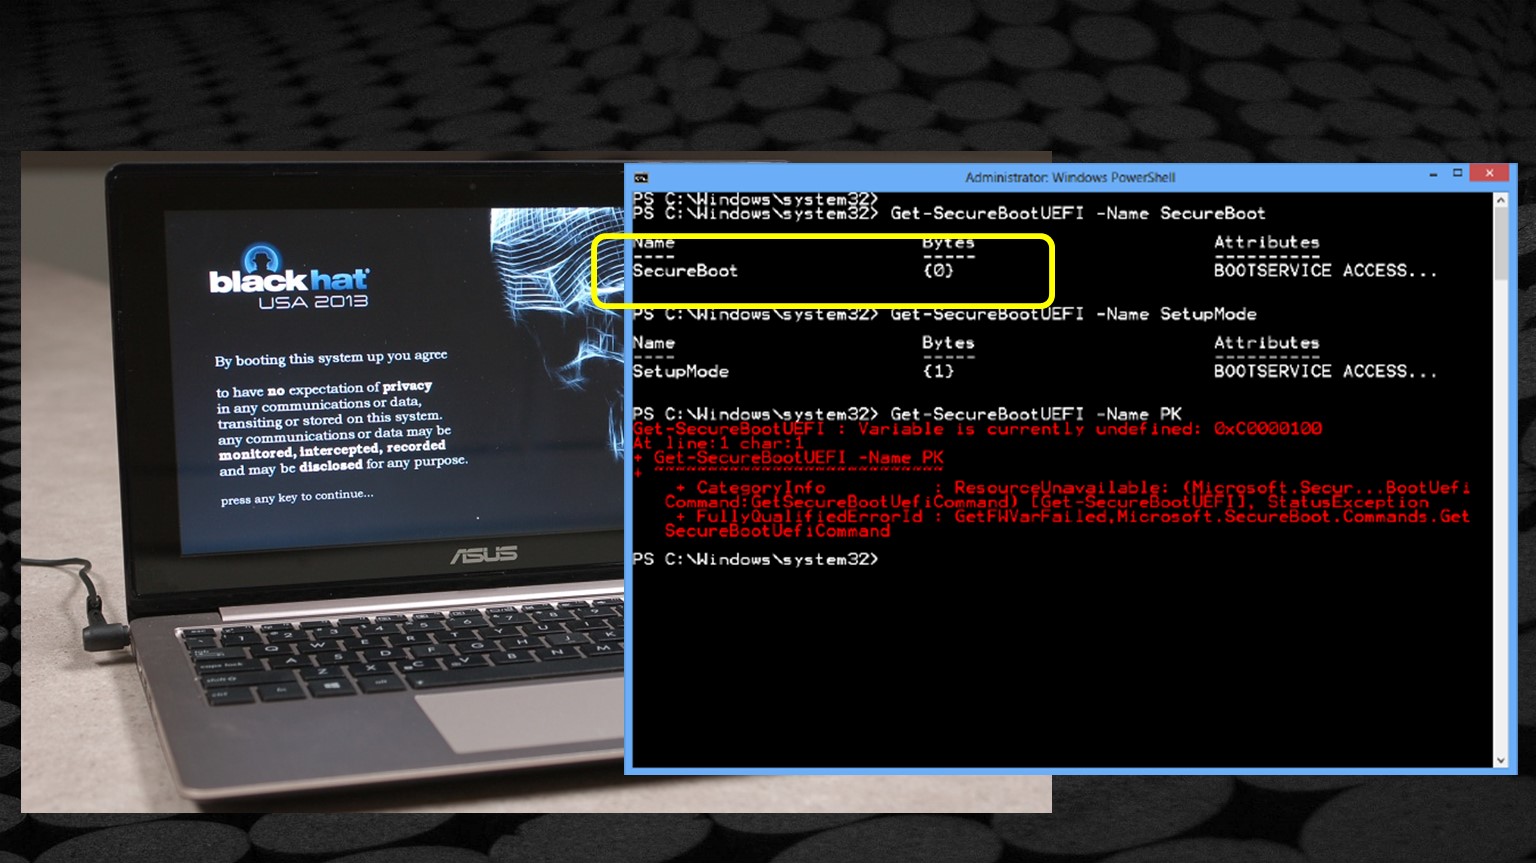 blackhat
USA 2013
By booting this system up you agree
to have no expectation of privacy
in any communications or data,
transiting or stored on this system.
any communications or data may be
monitored, intercepted, recorded
and may be disclosed for any purpose.
press any key to continue...
ASUS
Administrator: Windows PowerShell
PS C:\Windows\system32>
PS C:\Windows\system32> Get-SecureBootUEFI -Name SecureBoot
Name Bytes Attributes
---- ----- ----------
SecureBoot {0} BOOTSERVICE ACCESS...
PS C:\Windows\system32> Get-SecureBootUEFI -Name SetupMode
Name Bytes Attributes
---- ----- ----------
SetupMode {1} BOOTSERVICE ACCESS...
PS C:\Windows\system32> Get-SecureBootUEFI -Name PK
Get-SecureBootUEFI : Variable is currently undefined: 0xC0000100
At line:1 char:1
+ Get-SecureBootUEFI -Name PK
+ ~~~~~~~~~~~~~~~~~~~~~~~~~~~
+ CategoryInfo : ResourceUnavailable: (Microsoft.Secur...BootUefi
Command:GetSecureBootUefiCommand) [Get-SecureBootUEFI], StatusException
+ FullyQualifiedErrorId : GetFWVarFailed,Microsoft.SecureBoot.Commands.Get
SecureBootUefiCommand
PS C:\Windows\system32>